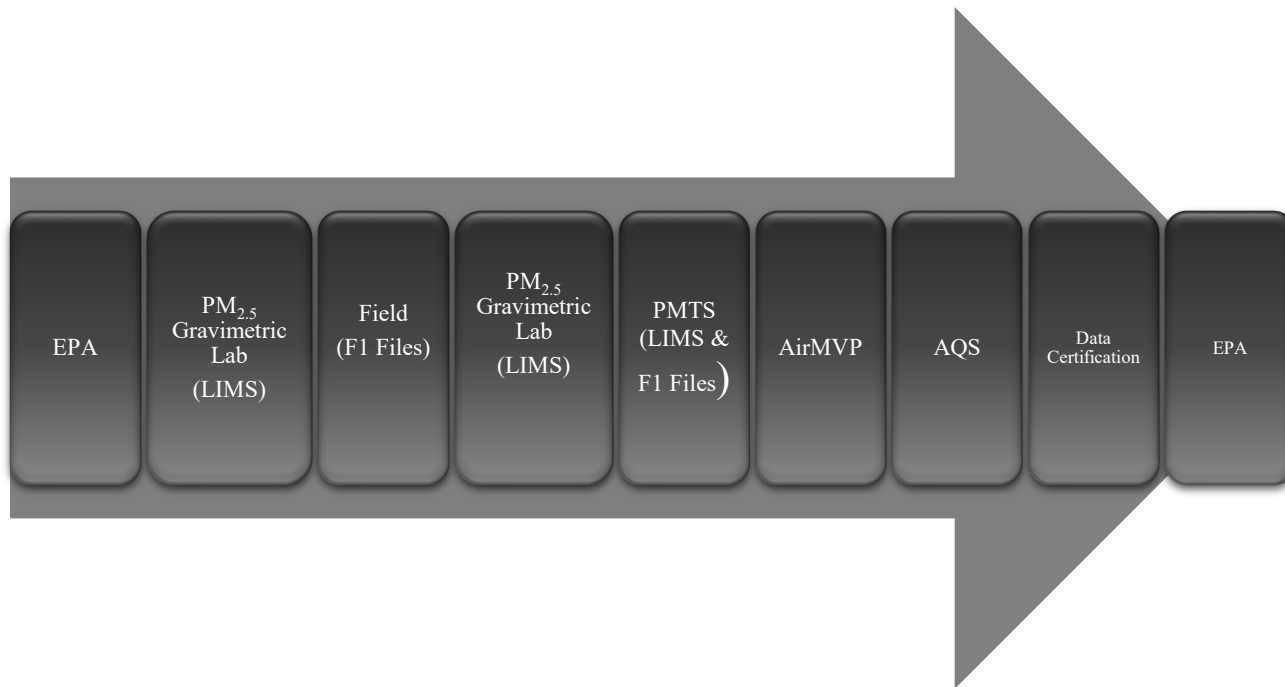 EPA
PM2.5
Gravimetric
Lab
(LIMS)
Field
(F1 Files)
PM2.5
Gravimetric
Lab
(LIMS)
PMTS
(LIMS &
F1 Files)
AirMVP
AQS
Data
Certification
EPA